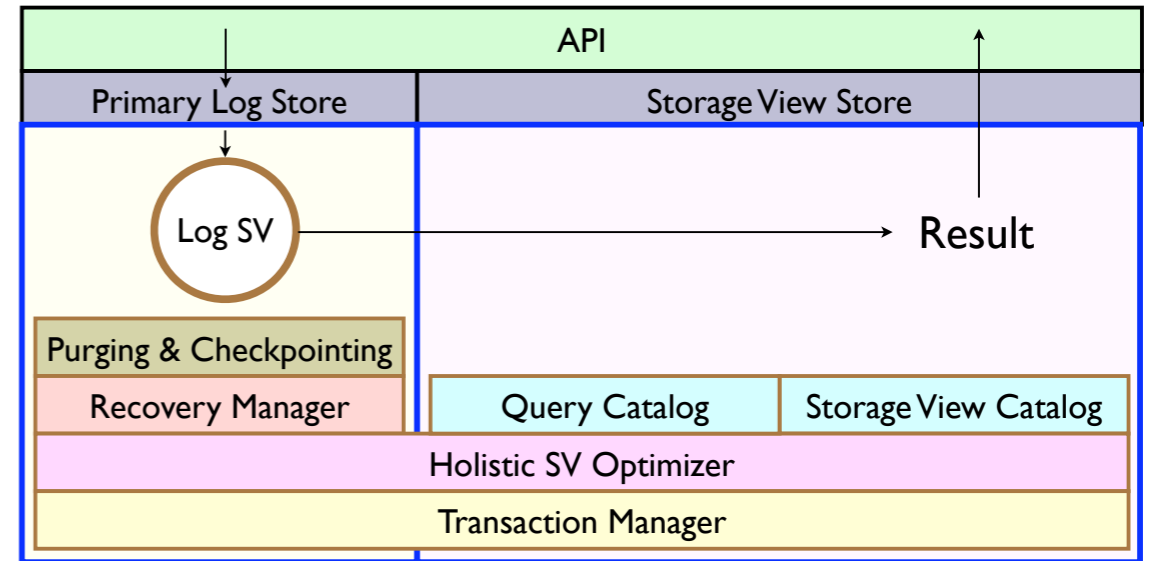 API
Primary Log Store
Storage View Store
Log SV
Result
Purging & Checkpointing
Recovery Manager
Query Catalog
Storage View Catalog
Holistic SV Optimizer
Transaction Manager